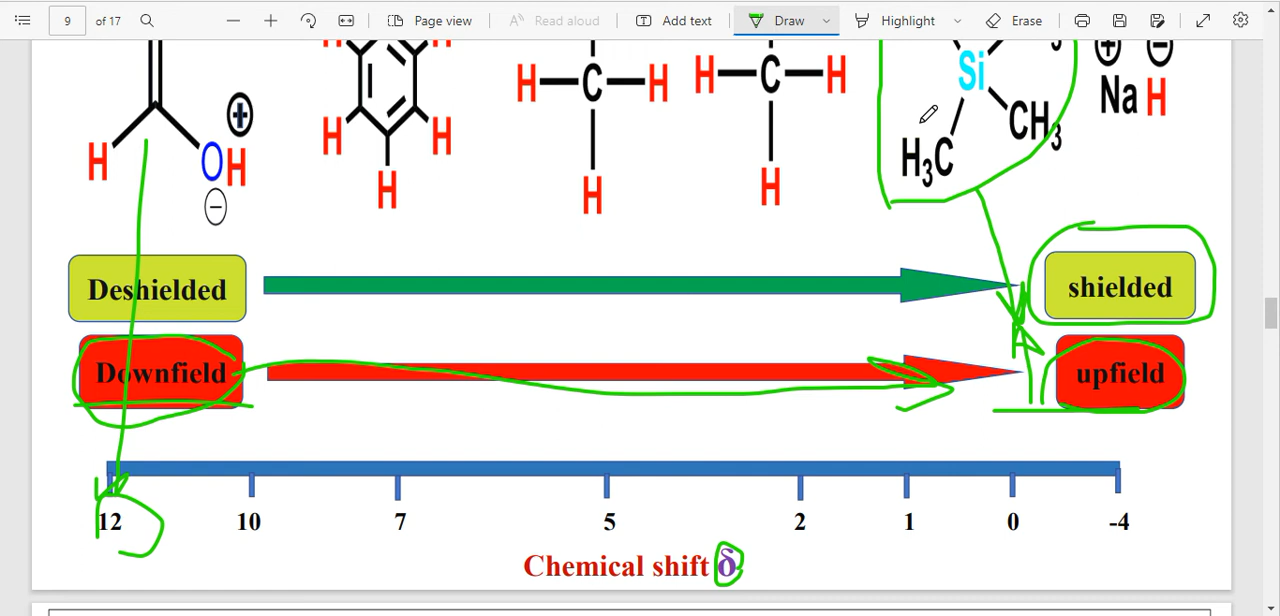 9 of 17 Page view Read aloud Add text Draw Highlight Erase
H H H C H H C H Si Na H
H O H H H H₃C CH₃
H H H
Deshielded shielded
Downfield upfield
12 10 7 5 2 1 0 -4
Chemical shift δ